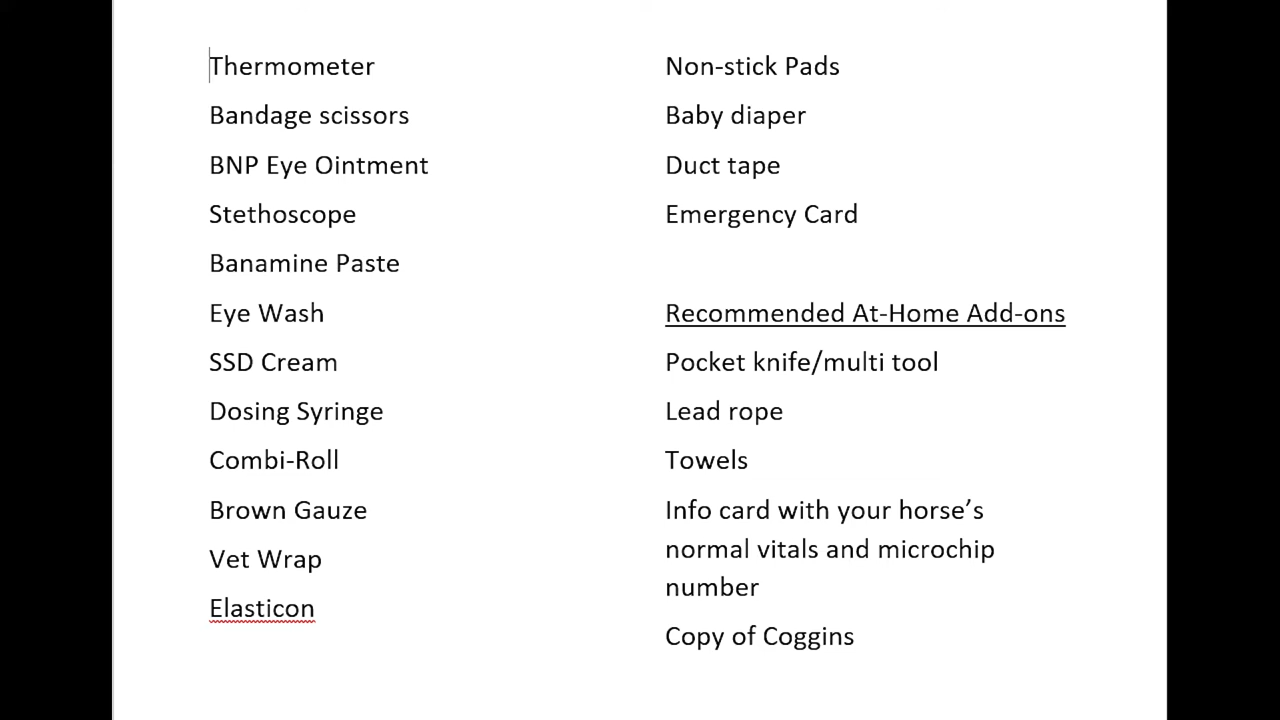 Thermometer
Bandage scissors
BNP Eye Ointment
Stethoscope
Banamine Paste
Eye Wash
SSD Cream
Dosing Syringe
Combi-Roll
Brown Gauze
Vet Wrap
Elasticon
Non-stick Pads
Baby diaper
Duct tape
Emergency Card
Recommended At-Home Add-ons
Pocket knife/multi tool
Lead rope
Towels
Info card with your horse’s
normal vitals and microchip
number
Copy of Coggins